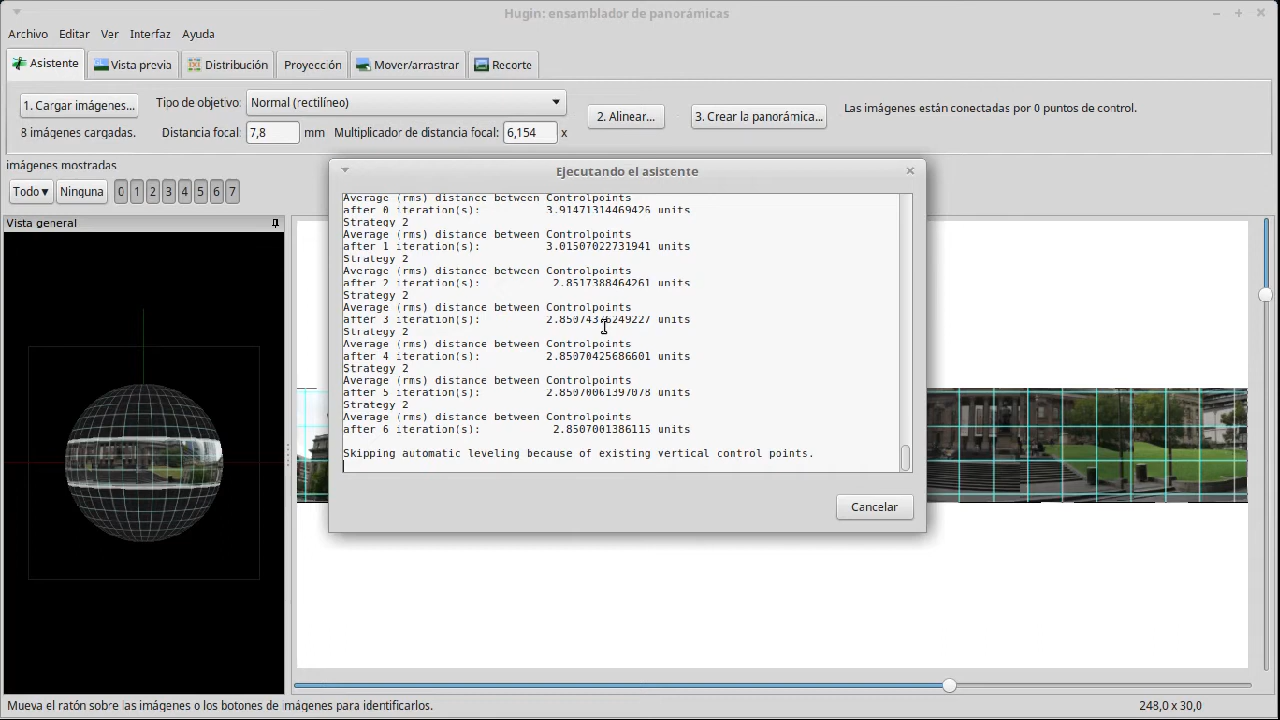 Hugin: ensamblador de panorámicas
Archivo Editar Ver Interfaz Ayuda
Asistente Vista previa Distribución Proyección Mover/arrastrar Recorte
1. Cargar imágenes... Tipo de objetivo: Normal (rectilíneo) 2. Alinear... 3. Crear la panorámica... Las imágenes están conectadas por 0 puntos de control.
8 imágenes cargadas. Distancia focal: 7,8 mm Multiplicador de distancia focal: 6,154 x
imágenes mostradas
Todo Ninguna 0 1 2 3 4 5 6 7
Vista general
Ejecutando el asistente
Average (rms) distance between Controlpoints
after 0 iteration(s): 3.91471314469426 units
Strategy 2
Average (rms) distance between Controlpoints
after 1 iteration(s): 3.01507022731941 units
Strategy 2
Average (rms) distance between Controlpoints
after 2 iteration(s): 2.8517388464261 units
Strategy 2
Average (rms) distance between Controlpoints
after 3 iteration(s): units
Strategy 2
Average (rms) distance between Controlpoints
after 4 iteration(s): 2.85070425686601 units
Strategy 2
Average (rms) distance between Controlpoints
after 5 iteration(s): 2.85070061397078 units
Strategy 2
Average (rms) distance between Controlpoints
after 6 iteration(s): 2.8507001386115 units
Skipping automatic leveling because of existing vertical control points.
Cancelar
Mueva el ratón sobre las imágenes o los botones de imágenes para identificarlos. 248,0 x 30,0